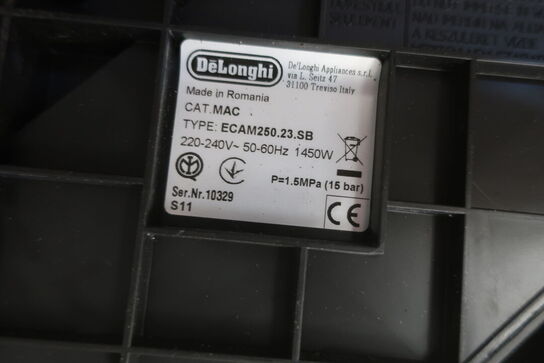 DeLonghi
De'Longhi Appliances s.r.l.
via L. Seitz 47
31100 Treviso Italy
Made in Romania
CAT.MAC
TYPE: ECAM250.23.SB
220-240V~ 50-60Hz 1450W
P=1.5MPa (15 bar)
Ser.Nr.10329
S11
CE